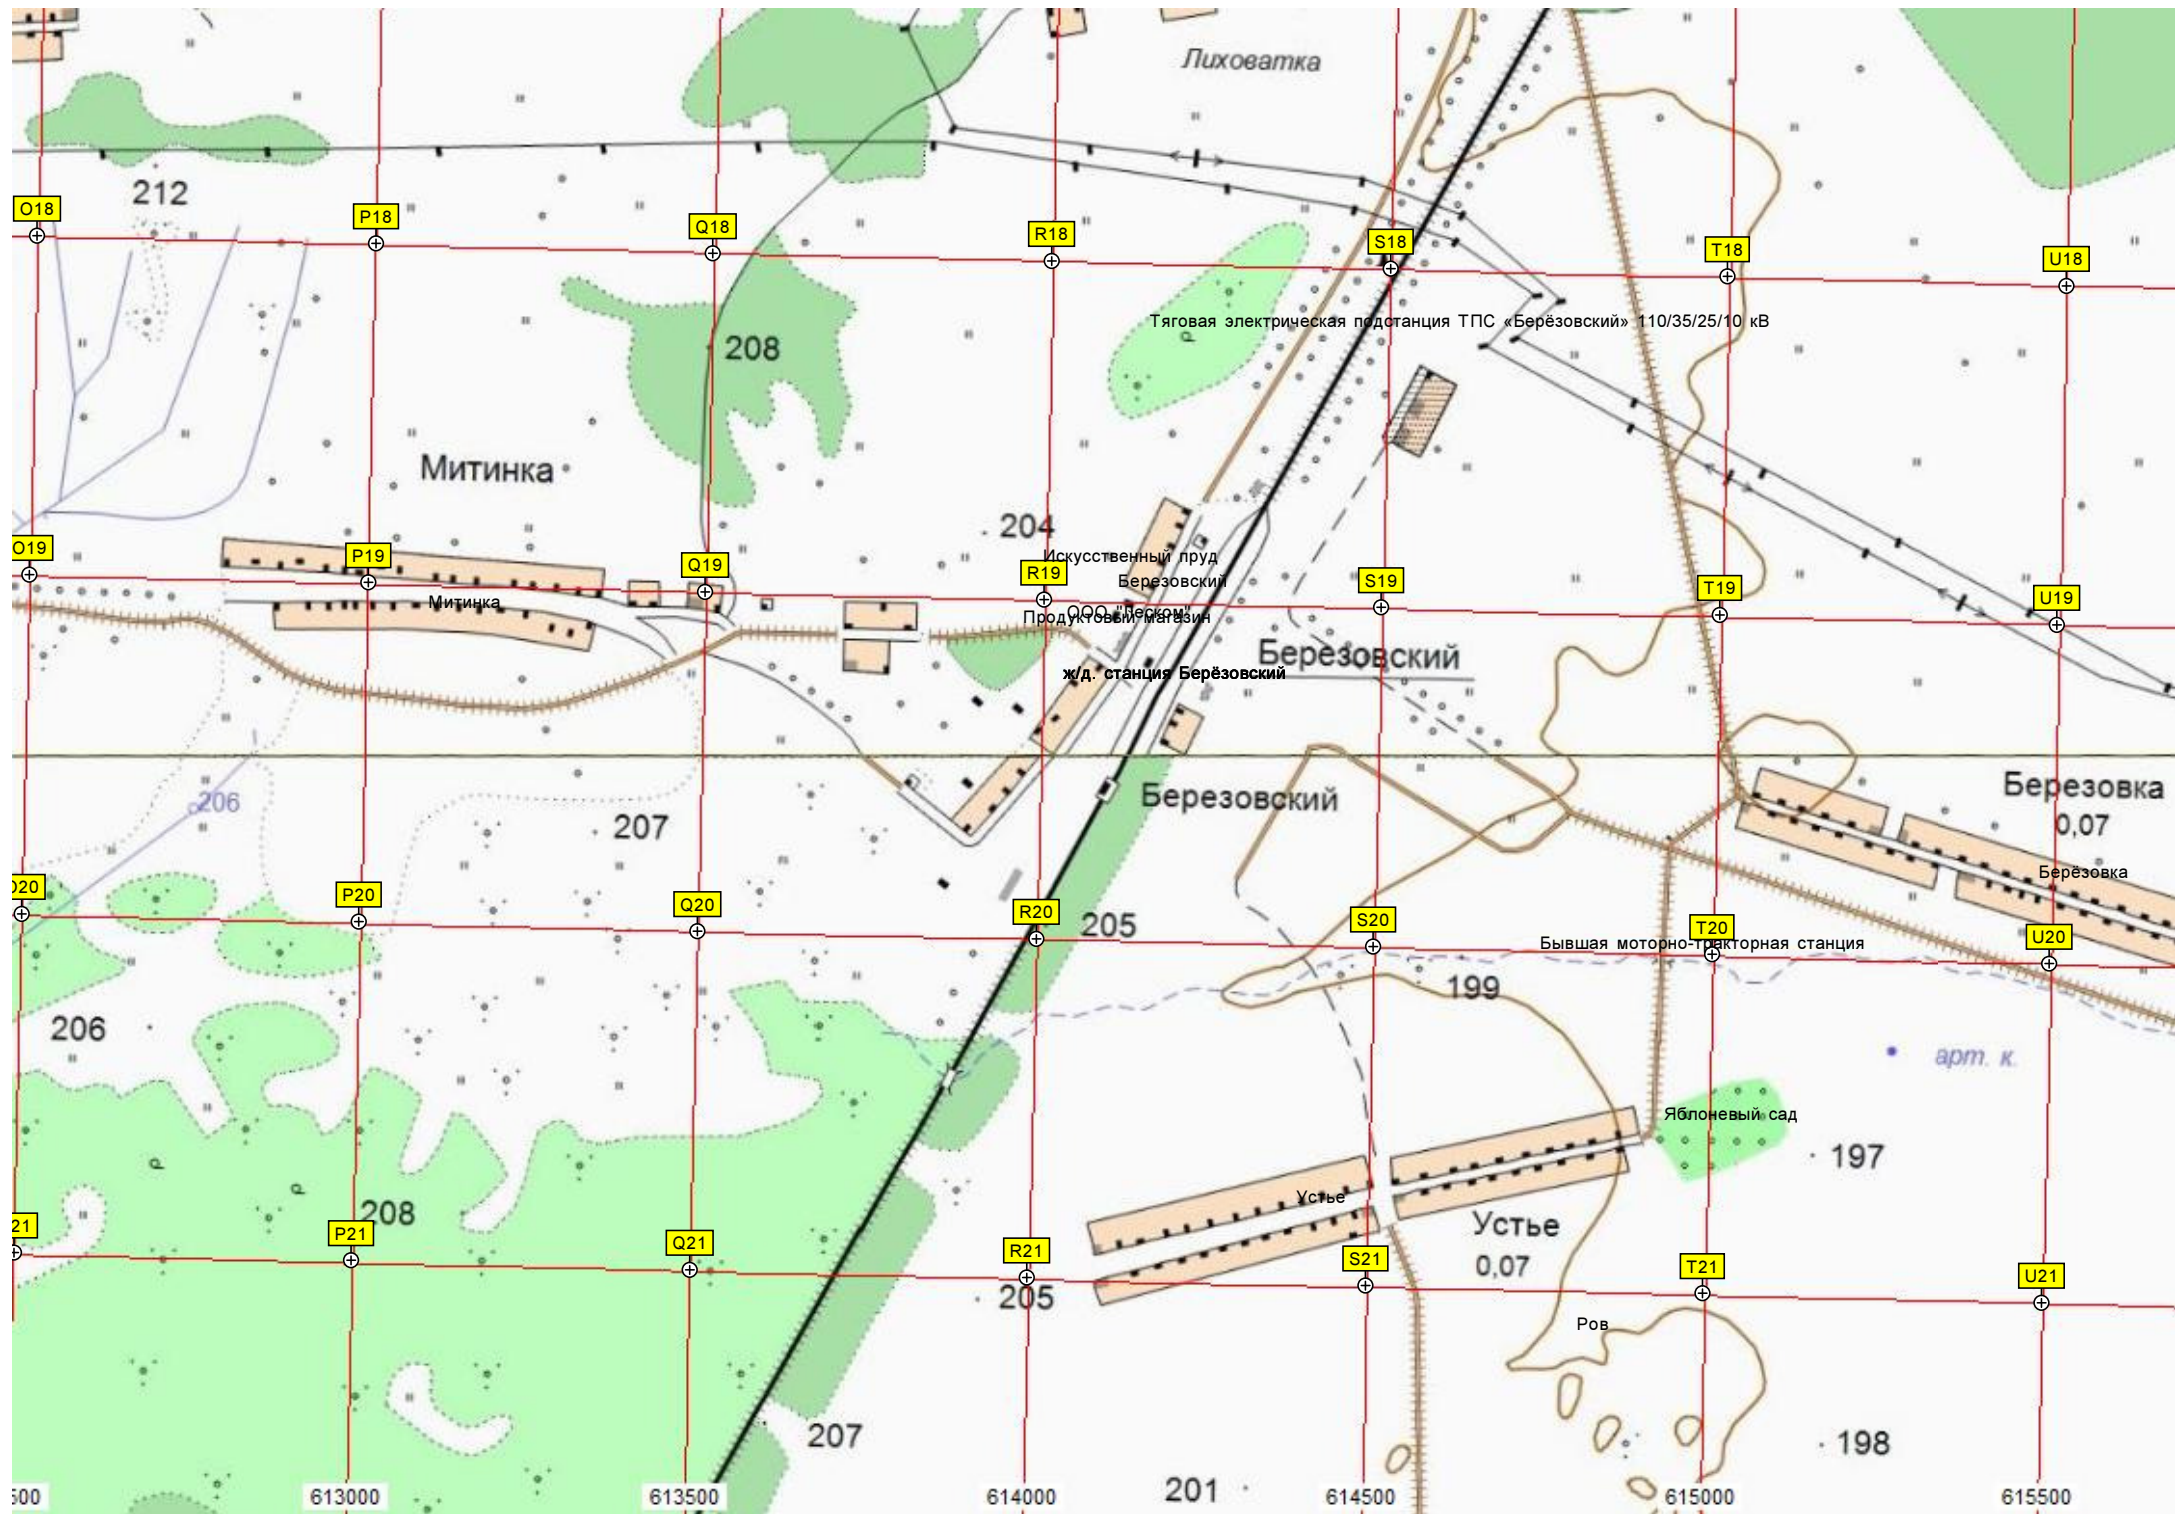 Лиховатка
212
O18
P18
Q18
R18
S18
T18
U18
Тяговая электрическая подстанция ТПС «Берёзовский» 110/35/25/10 кВ
208
Митинка
204
O19
P19
Q19
R19
S19
T19
U19
Искусственный пруд
Березовский
Митинка
ООО "Леском"
Продуктовый магазин
Березовский
ж/д. станция Берёзовский
206
207
Березовский
Березовка
0,07
Берёзовка
O20
P20
Q20
R20
S20
T20
U20
205
Бывшая моторно-тракторная станция
199
206
арт. к.
Яблоневый сад
197
р
р
р
208
Устье
Устье
0,07
21
P21
Q21
R21
S21
T21
U21
205
Ров
207
198
201
500
613000
613500
614000
614500
615000
615500